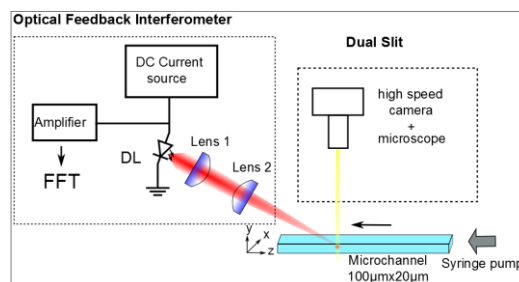 Optical Feedback Interferometer
Dual Slit
DC Current
source
high speed
camera
+
microscope
Amplifier
Lens 1
DL
Lens 2
FFT
y
x
z
Microchannel
100µmx20µm
Syringe pump